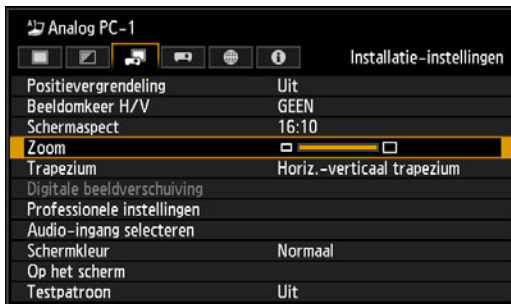 Analog PC-1
Installatie-instellingen
Positievergrendeling Uit
Beeldomkeer H/V GEEN
Schermaspect 16:10
Zoom
Trapezium Horiz.-verticaal trapezium
Digitale beeldverschuiving
Professionele instellingen
Audio-ingang selecteren
Schermkleur Normaal
Op het scherm
Testpatroon Uit